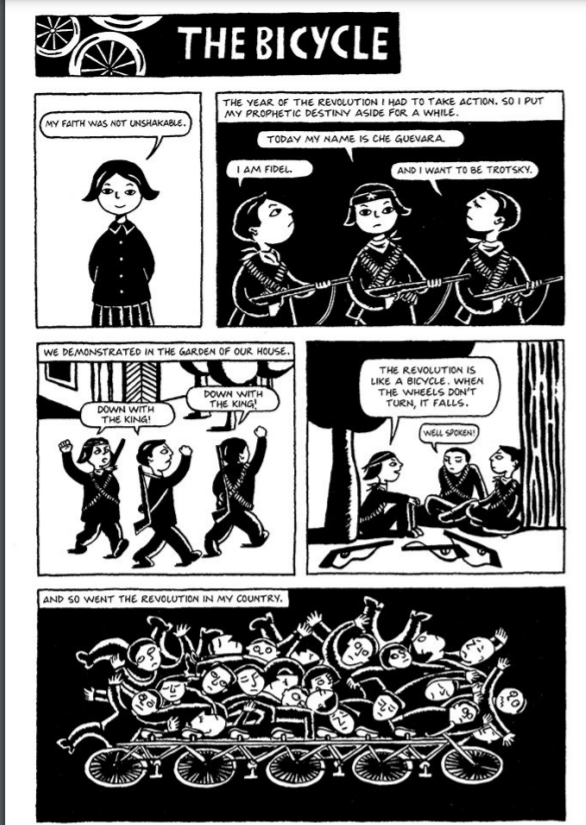 THE BICYCLE
MY FAITH WAS NOT UNSHAKABLE.
THE YEAR OF THE REVOLUTION I HAD TO TAKE ACTION. SO I PUT
MY PROPHETIC DESTINY ASIDE FOR A WHILE.
TODAY MY NAME IS CHE GUEVARA.
I AM FIDEL.
AND I WANT TO BE TROTSKY.
WE DEMONSTRATED IN THE GARDEN OF OUR HOUSE.
DOWN WITH
THE KING!
DOWN WITH
THE KING!
THE REVOLUTION IS
LIKE A BICYCLE. WHEN
THE WHEELS DON'T
TURN, IT FALLS.
WELL SPOKEN!
AND SO WENT THE REVOLUTION IN MY COUNTRY.